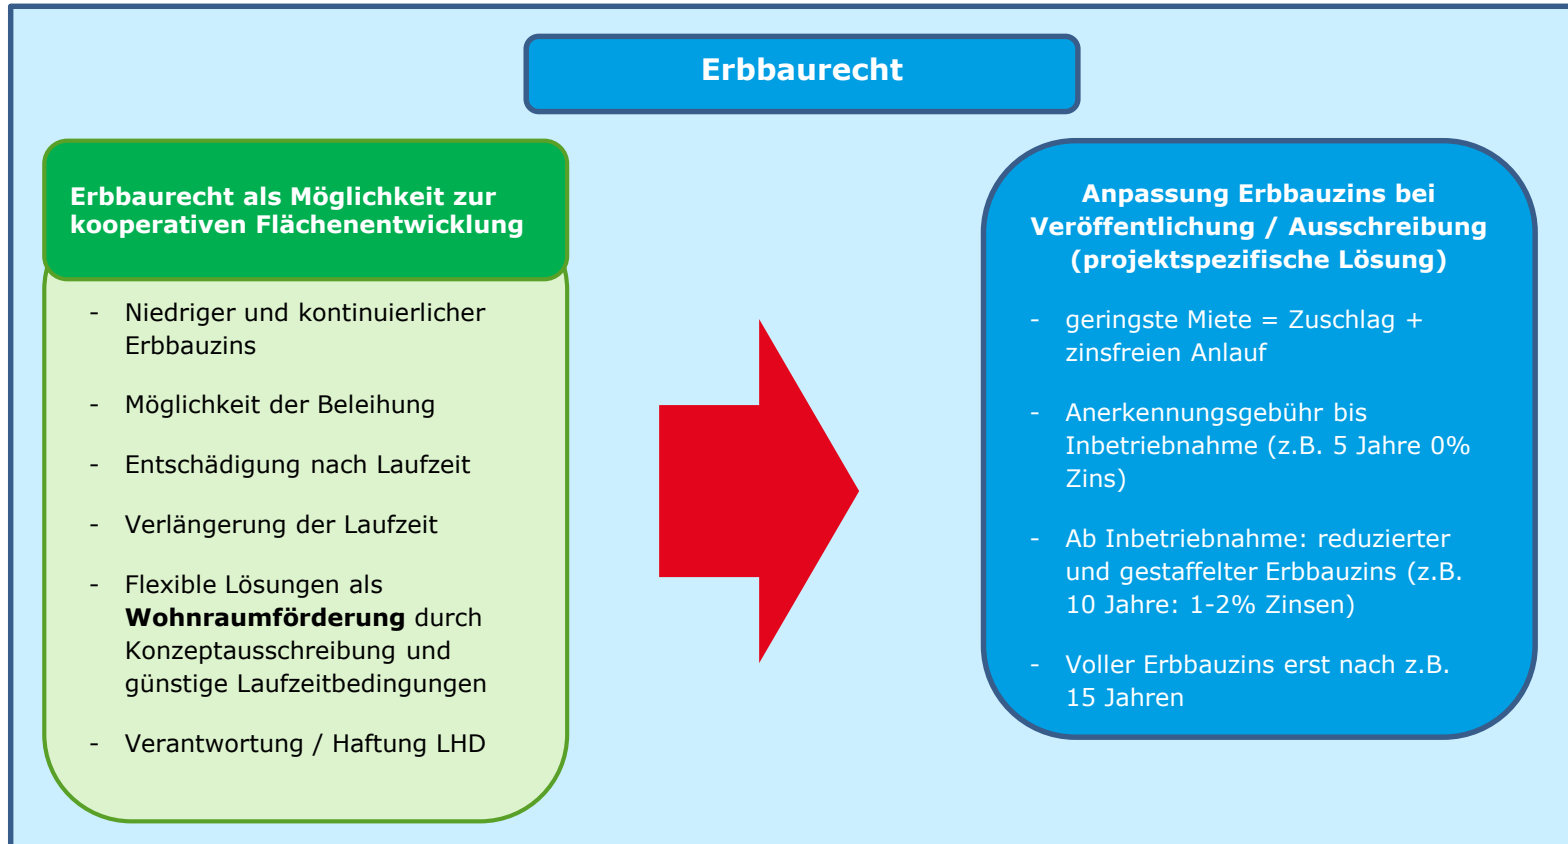 Erbbaurecht
Erbbaurecht als Möglichkeit zur
kooperativen Flächenentwicklung
- Niedriger und kontinuierlicher
Erbbauzins
- Möglichkeit der Beleihung
- Entschädigung nach Laufzeit
- Verlängerung der Laufzeit
- Flexible Lösungen als
Wohnraumförderung durch
Konzeptausschreibung und
günstige Laufzeitbedingungen
- Verantwortung / Haftung LHD
Anpassung Erbbauzins bei
Veröffentlichung / Ausschreibung
(projektspezifische Lösung)
- geringste Miete = Zuschlag +
zinsfreien Anlauf
- Anerkennungsgebühr bis
Inbetriebnahme (z.B. 5 Jahre 0%
Zins)
- Ab Inbetriebnahme: reduzierter
und gestaffelter Erbbauzins (z.B.
10 Jahre: 1-2% Zinsen)
- Voller Erbbauzins erst nach z.B.
15 Jahren